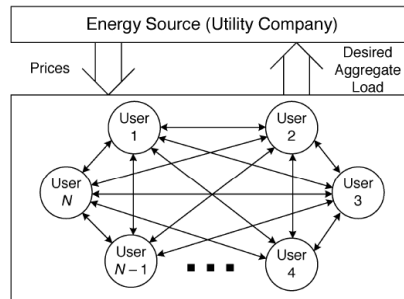 Energy Source (Utility Company)
Prices
Desired
Aggregate
Load
User
1
User
2
User
N
User
3
User
N – 1
User
4